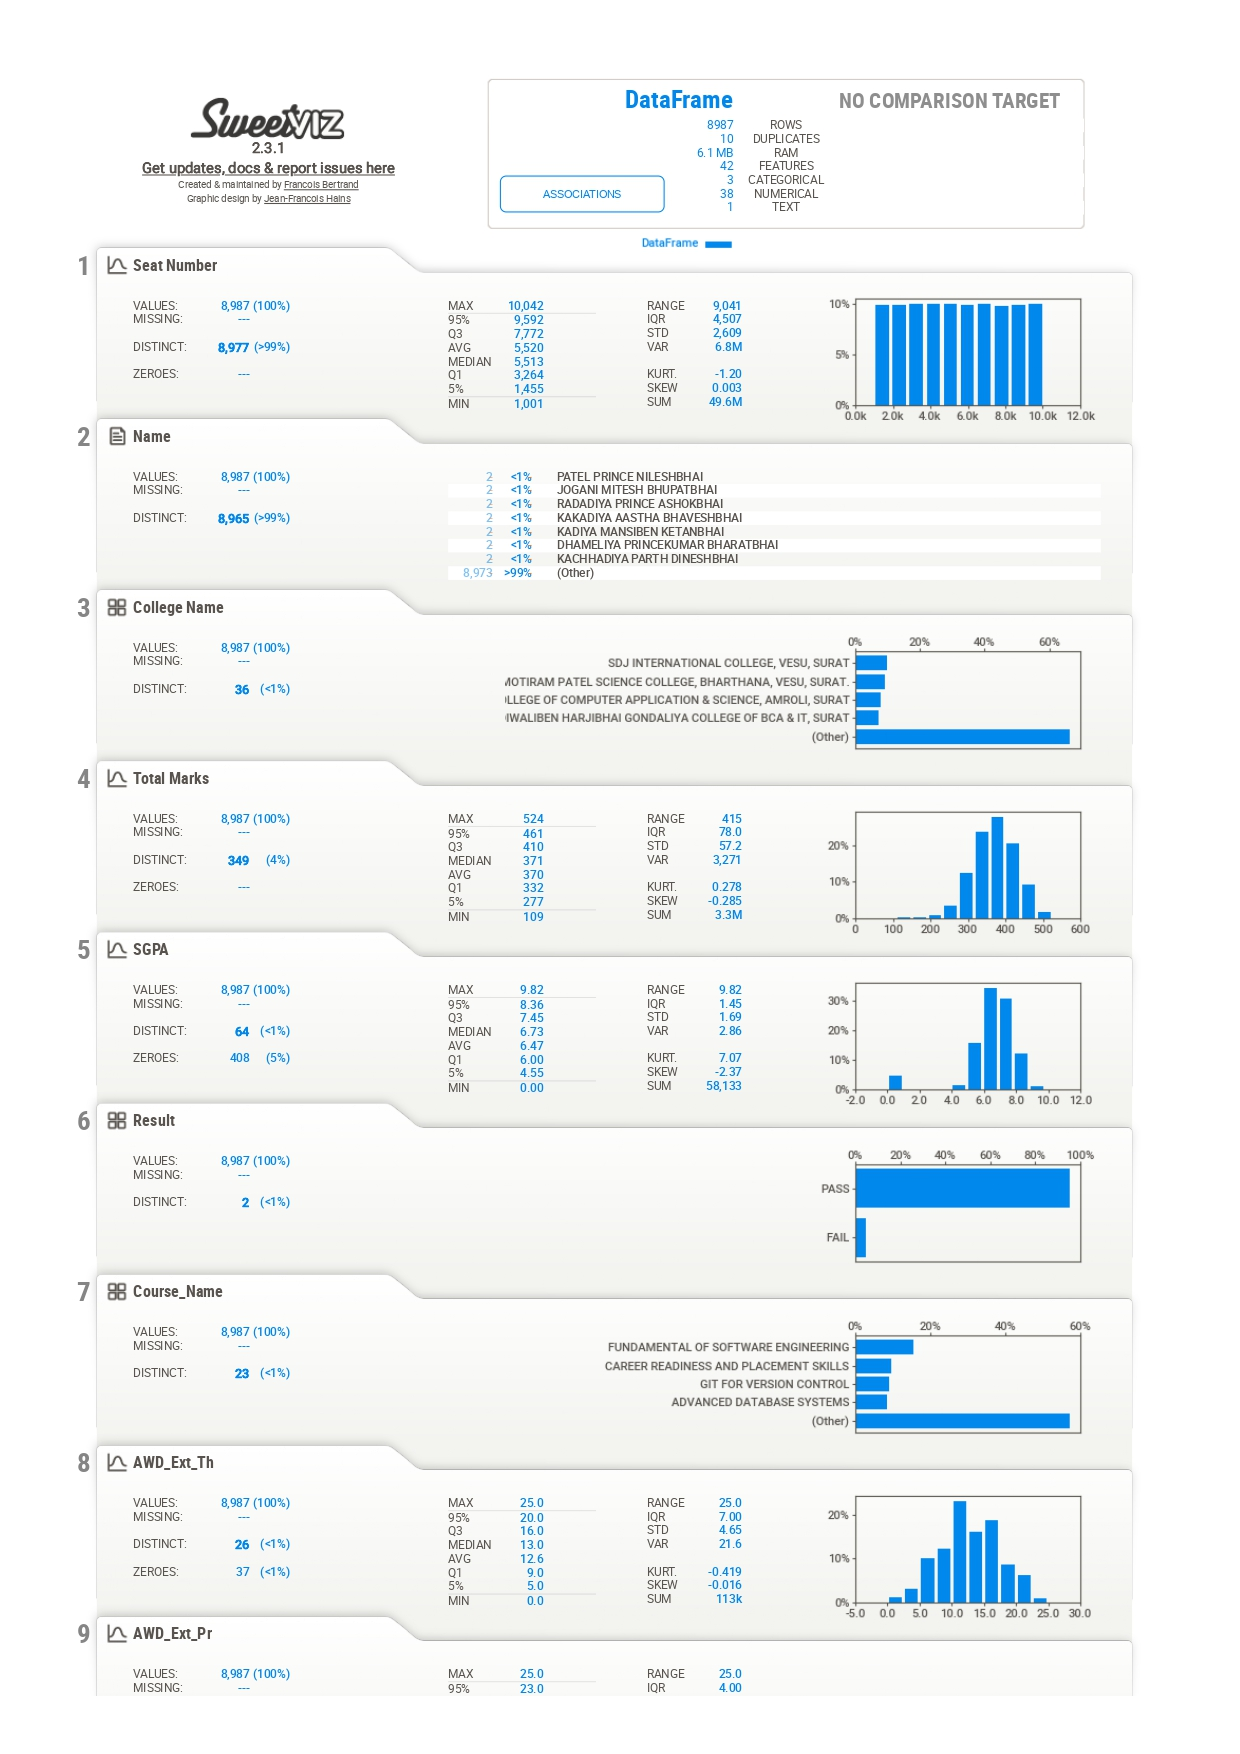 SweetVIZ
2.3.1
Get updates, docs & report issues here
Created & maintained by Francois Bertrand
Graphic design by Jean-Francois Hains
DataFrame NO COMPARISON TARGET
8987 ROWS
10 DUPLICATES
6.1 MB RAM
42 FEATURES
3 CATEGORICAL
38 NUMERICAL
1 TEXT
ASSOCIATIONS
DataFrame
1 Seat Number
VALUES: 8,987 (100%)
MISSING: ---
DISTINCT: 8,977 (>99%)
ZEROES: ---
MAX 10,042
95% 9,592
Q3 7,772
AVG 5,520
MEDIAN 5,513
Q1 3,264
5% 1,455
MIN 1,001
RANGE 9,041
IQR 4,507
STD 2,609
VAR 6.8M
KURT. -1.20
SKEW 0.003
SUM 49.6M
10%
5%
0%
0.0k 2.0k 4.0k 6.0k 8.0k 10.0k 12.0k
2 Name
VALUES: 8,987 (100%)
MISSING: ---
DISTINCT: 8,965 (>99%)
2 <1% PATEL PRINCE NILESHBHAI
2 <1% JOGANI MITESH BHUPATBHAI
2 <1% RADADIYA PRINCE ASHOKBHAI
2 <1% KAKADIYA AASTHA BHAVESHBHAI
2 <1% KADIYA MANSIBEN KETANBHAI
2 <1% DHAMELIYA PRINCEKUMAR BHARATBHAI
2 <1% KACHHADIYA PARTH DINESHBHAI
8,973 >99% (Other)
3 College Name
VALUES: 8,987 (100%)
MISSING: ---
DISTINCT: 36 (<1%)
0% 20% 40% 60%
SDJ INTERNATIONAL COLLEGE, VESU, SURAT
MOTIRAM PATEL SCIENCE COLLEGE, BHARTHANA, VESU, SURAT.
LLEGE OF COMPUTER APPLICATION & SCIENCE, AMROLI, SURAT
IWALIBEN HARJIBHAI GONDALIYA COLLEGE OF BCA & IT, SURAT
(Other)
4 Total Marks
VALUES: 8,987 (100%)
MISSING: ---
DISTINCT: 349 (4%)
ZEROES: ---
MAX 524
95% 461
Q3 410
MEDIAN 371
AVG 370
Q1 332
5% 277
MIN 109
RANGE 415
IQR 78.0
STD 57.2
VAR 3,271
KURT. 0.278
SKEW -0.285
SUM 3.3M
20%
10%
0%
0 100 200 300 400 500 600
5 SGPA
VALUES: 8,987 (100%)
MISSING: ---
DISTINCT: 64 (<1%)
ZEROES: 408 (5%)
MAX 9.82
95% 8.36
Q3 7.45
MEDIAN 6.73
AVG 6.47
Q1 6.00
5% 4.55
MIN 0.00
RANGE 9.82
IQR 1.45
STD 1.69
VAR 2.86
KURT. 7.07
SKEW -2.37
SUM 58,133
30%
20%
10%
0%
-2.0 0.0 2.0 4.0 6.0 8.0 10.0 12.0
6 Result
VALUES: 8,987 (100%)
MISSING: ---
DISTINCT: 2 (<1%)
0% 20% 40% 60% 80% 100%
PASS
FAIL
7 Course_Name
VALUES: 8,987 (100%)
MISSING: ---
DISTINCT: 23 (<1%)
0% 20% 40% 60%
FUNDAMENTAL OF SOFTWARE ENGINEERING
CAREER READINESS AND PLACEMENT SKILLS
GIT FOR VERSION CONTROL
ADVANCED DATABASE SYSTEMS
(Other)
8 AWD_Ext_Th
VALUES: 8,987 (100%)
MISSING: ---
DISTINCT: 26 (<1%)
ZEROES: 37 (<1%)
MAX 25.0
95% 20.0
Q3 16.0
MEDIAN 13.0
AVG 12.6
Q1 9.0
5% 5.0
MIN 0.0
RANGE 25.0
IQR 7.00
STD 4.65
VAR 21.6
KURT. -0.419
SKEW -0.016
SUM 113k
20%
10%
0%
-5.0 0.0 5.0 10.0 15.0 20.0 25.0 30.0
9 AWD_Ext_Pr
VALUES: 8,987 (100%)
MISSING: ---
MAX 25.0
95% 23.0
RANGE 25.0
IQR 4.00